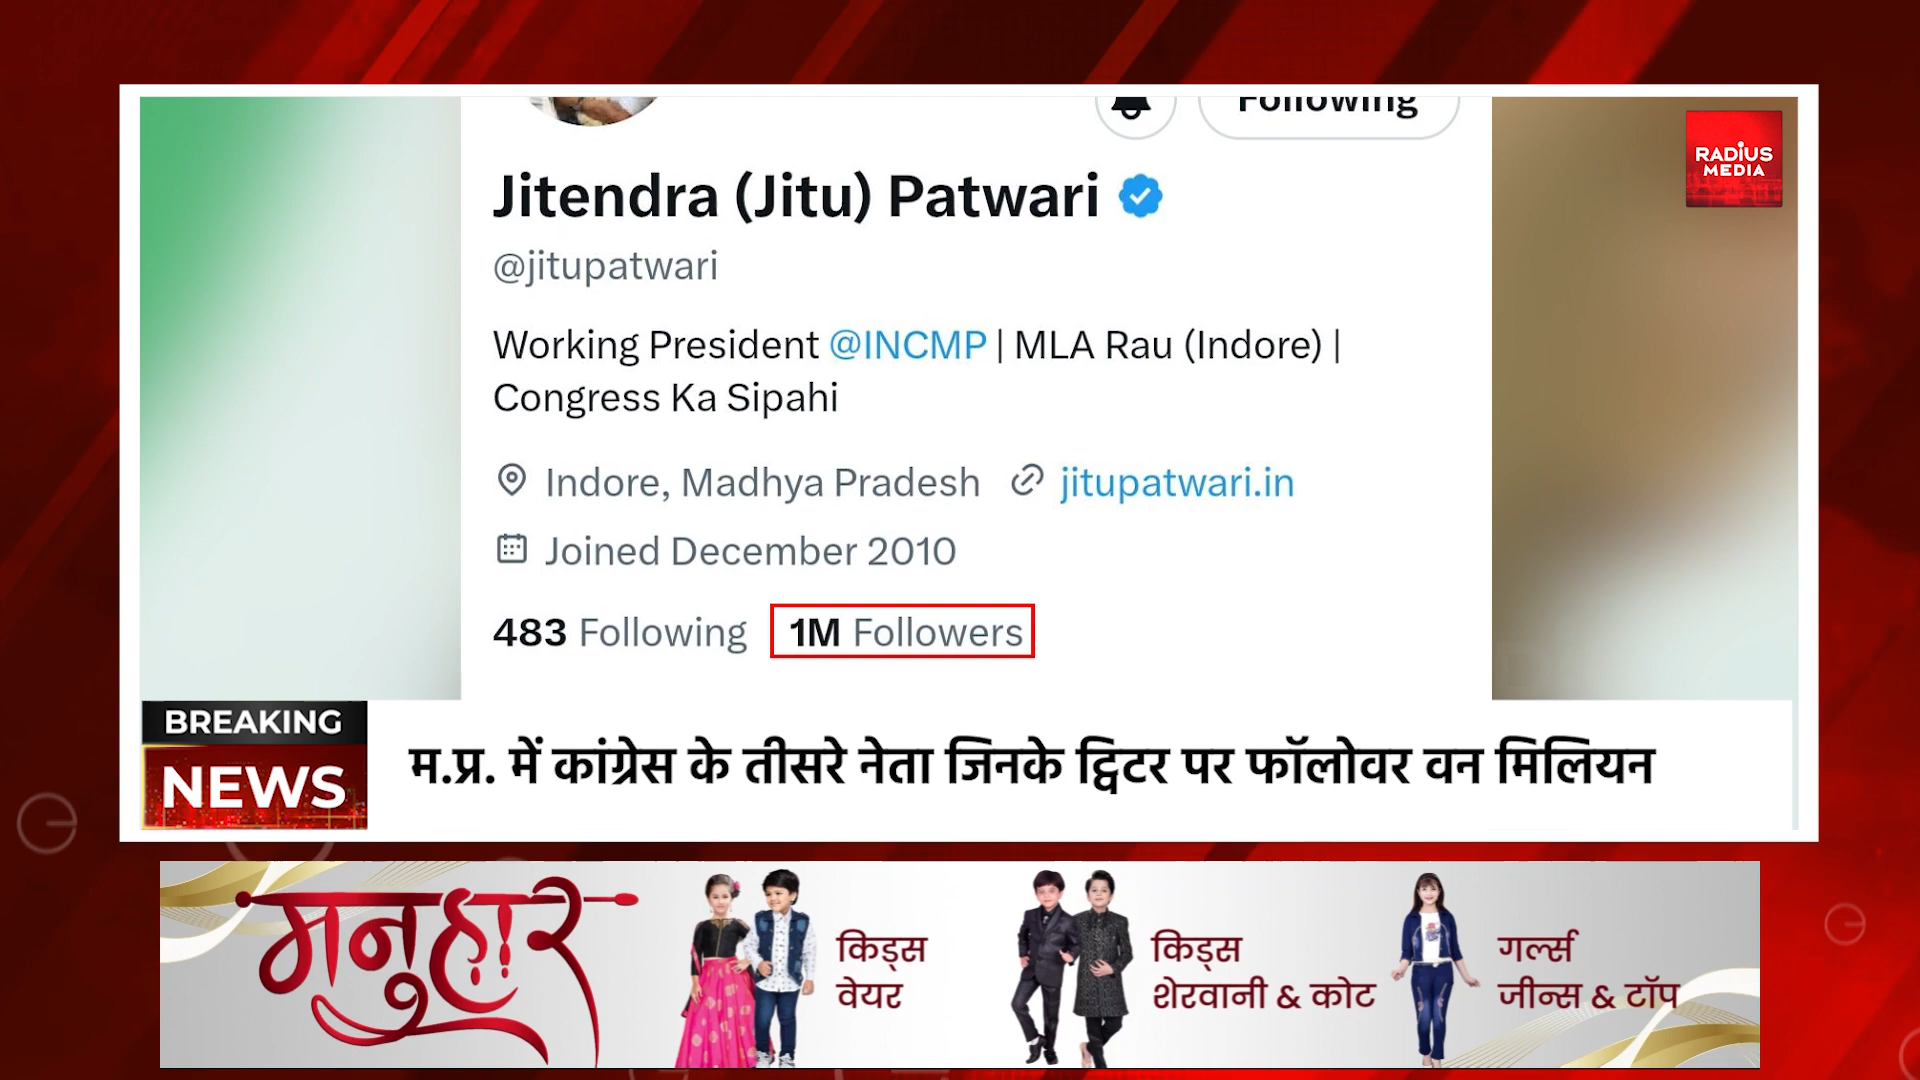 Following
RADIUS
MEDIA
Jitendra (Jitu) Patwari
@jitupatwari
Working President @INCMP | MLA Rau (Indore) |
Congress Ka Sipahi
Indore, Madhya Pradesh jitupatwari.in
Joined December 2010
483 Following 1M Followers
BREAKING
NEWS
म.प्र. में कांग्रेस के तीसरे नेता जिनके ट्विटर पर फॉलोवर वन मिलियन
मनुहार
किड्स
वेयर
किड्स
शेरवानी & कोट
गर्ल्स
जीन्स & टॉप